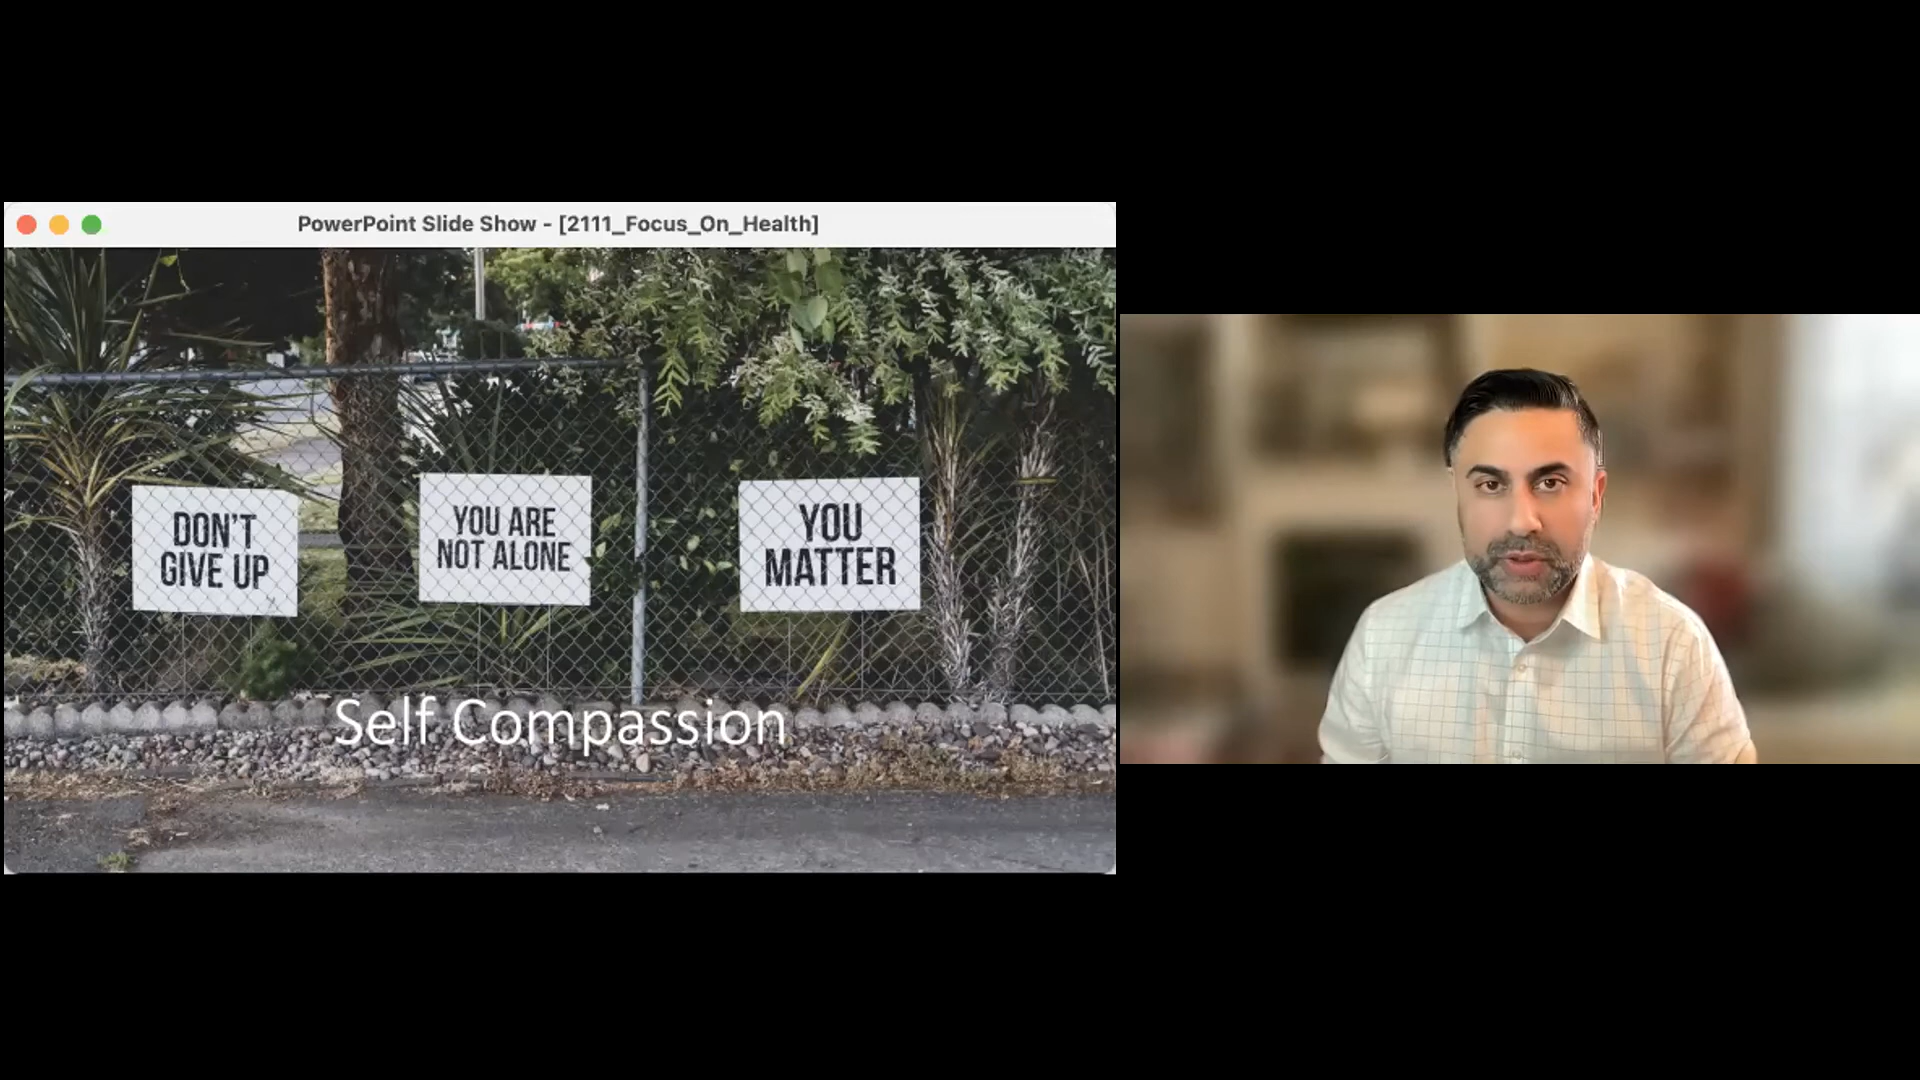 PowerPoint Slide Show - [2111_Focus_On_Health]
DON'T
GIVE UP
YOU ARE
NOT ALONE
YOU
MATTER
Self Compassion